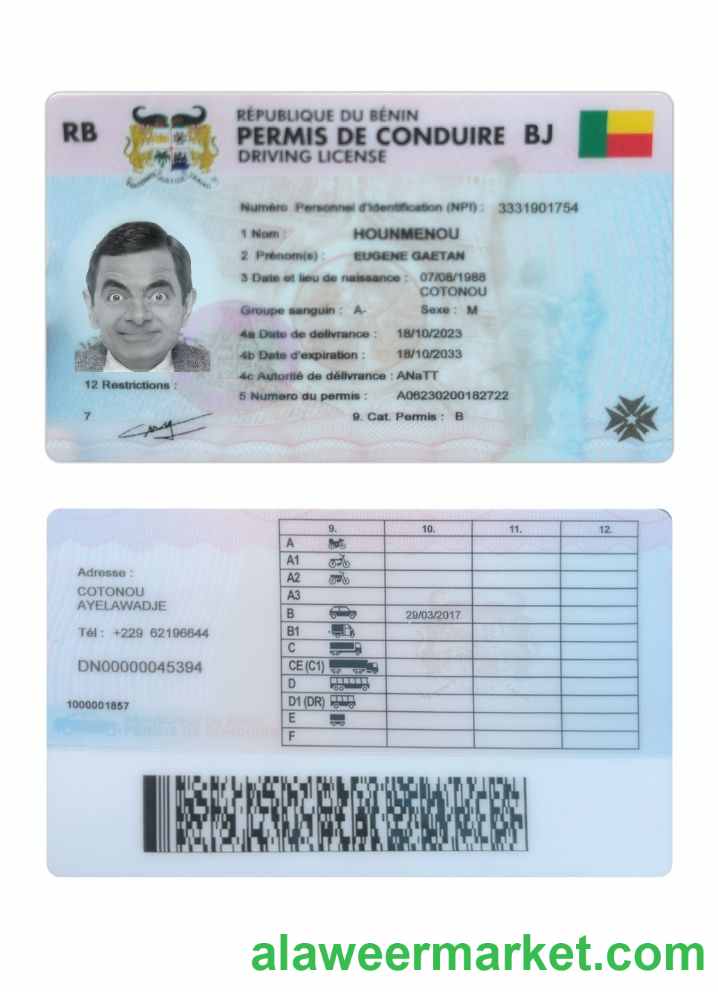 RB
RÉPUBLIQUE DU BÉNIN
PERMIS DE CONDUIRE BJ
DRIVING LICENSE
Numéro Personnel d'Identification (NPI) : 3331901754
1 Nom : HOUNMENOU
2 Prénom(s) : EUGENE GAETAN
3 Date et lieu de naissance : 07/08/1988
COTONOU
Groupe sanguin : A- Sexe : M
4a Date de délivrance : 18/10/2023
4b Date d'expiration : 18/10/2033
4c Autorité de délivrance : ANaTT
5 Numéro du permis : A06230200182722
9. Cat. Permis : B
12 Restrictions :
7
Adresse :
COTONOU
AYELAWADJE
Tél : +229 62196644
DN00000045394
1000001857
9. 10. 11. 12.
A
A1
A2
A3
B 29/03/2017
B1
C
CE (C1)
D
D1 (DR)
E
F
alaweermarket.com